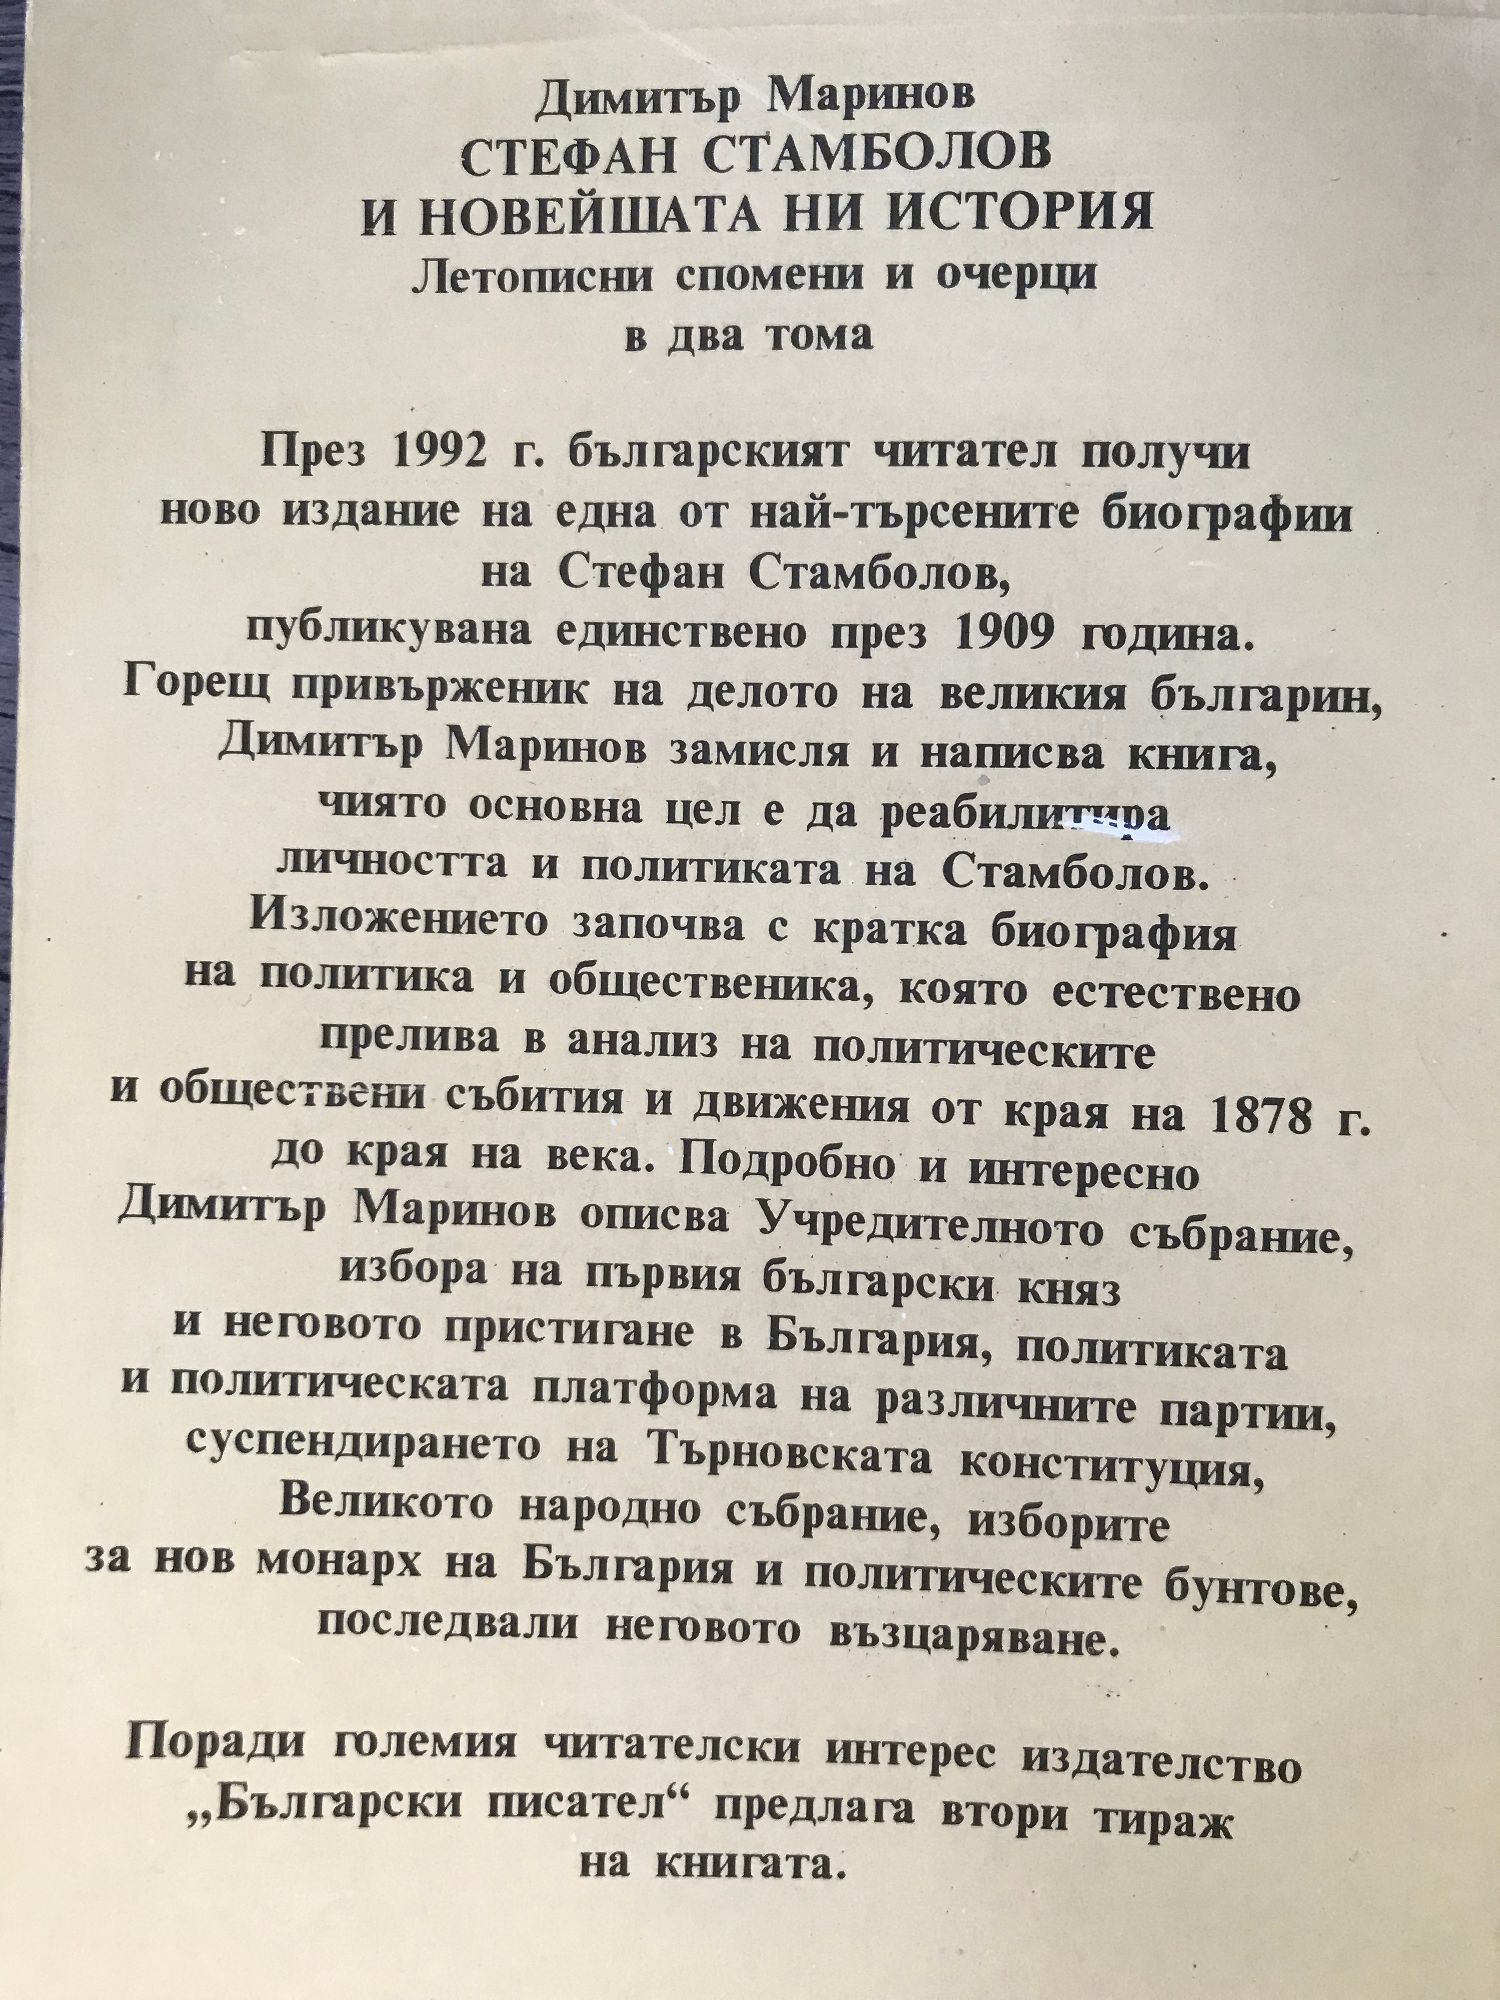 Димитър Маринов
СТЕФАН СТАМБОЛОВ
И НОВЕЙШАТА НИ ИСТОРИЯ
Летописни спомени и очерци
в два тома
През 1992 г. българският читател получи
ново издание на една от най-търсените биографии
на Стефан Стамболов,
публикувана единствено през 1909 година.
Горещ привърженик на делото на великия българин,
Димитър Маринов замисля и написва книга,
чиято основна цел е да реабилитира
личността и политиката на Стамболов.
Изложението започва с кратка биография
на политика и общественика, която естествено
прелива в анализ на политическите
и обществени събития и движения от края на 1878 г.
до края на века. Подробно и интересно
Димитър Маринов описва Учредителното събрание,
избора на първия български княз
и неговото пристигане в България, политиката
и политическата платформа на различните партии,
суспендирането на Търновската конституция,
Великото народно събрание, изборите
за нов монарх на България и политическите бунтове,
последвали неговото възцаряване.
Поради големия читателски интерес издателство
„Български писател“ предлага втори тираж
на книгата.